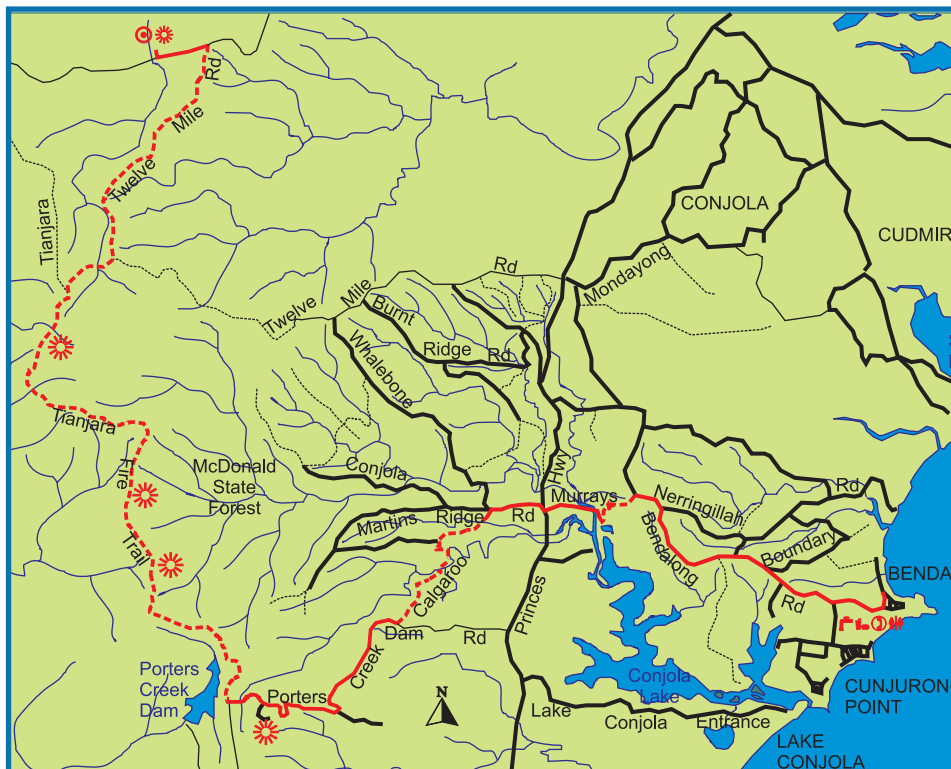 Rd
Mile
Twelve
Tianjara
CONJOLA
CUDMIR
Mondayong
Rd
Mile
Twelve
Burnt
Ridge Rd
Whalebone
Tianjara
Fire
Trail
McDonald
State
Forest
Conjola
Hwy
Murrays
Nerringillah
Rd
Martins
Ridge Rd
Bendalong
Boundary
Calgaroo
BENDA
Princes
Rd
Dam
Rd
Creek
Porters
Creek
Dam
Porters
N
Conjola
Lake
CUNJURONG
POINT
Lake
Conjola
Entrance
LAKE
CONJOLA